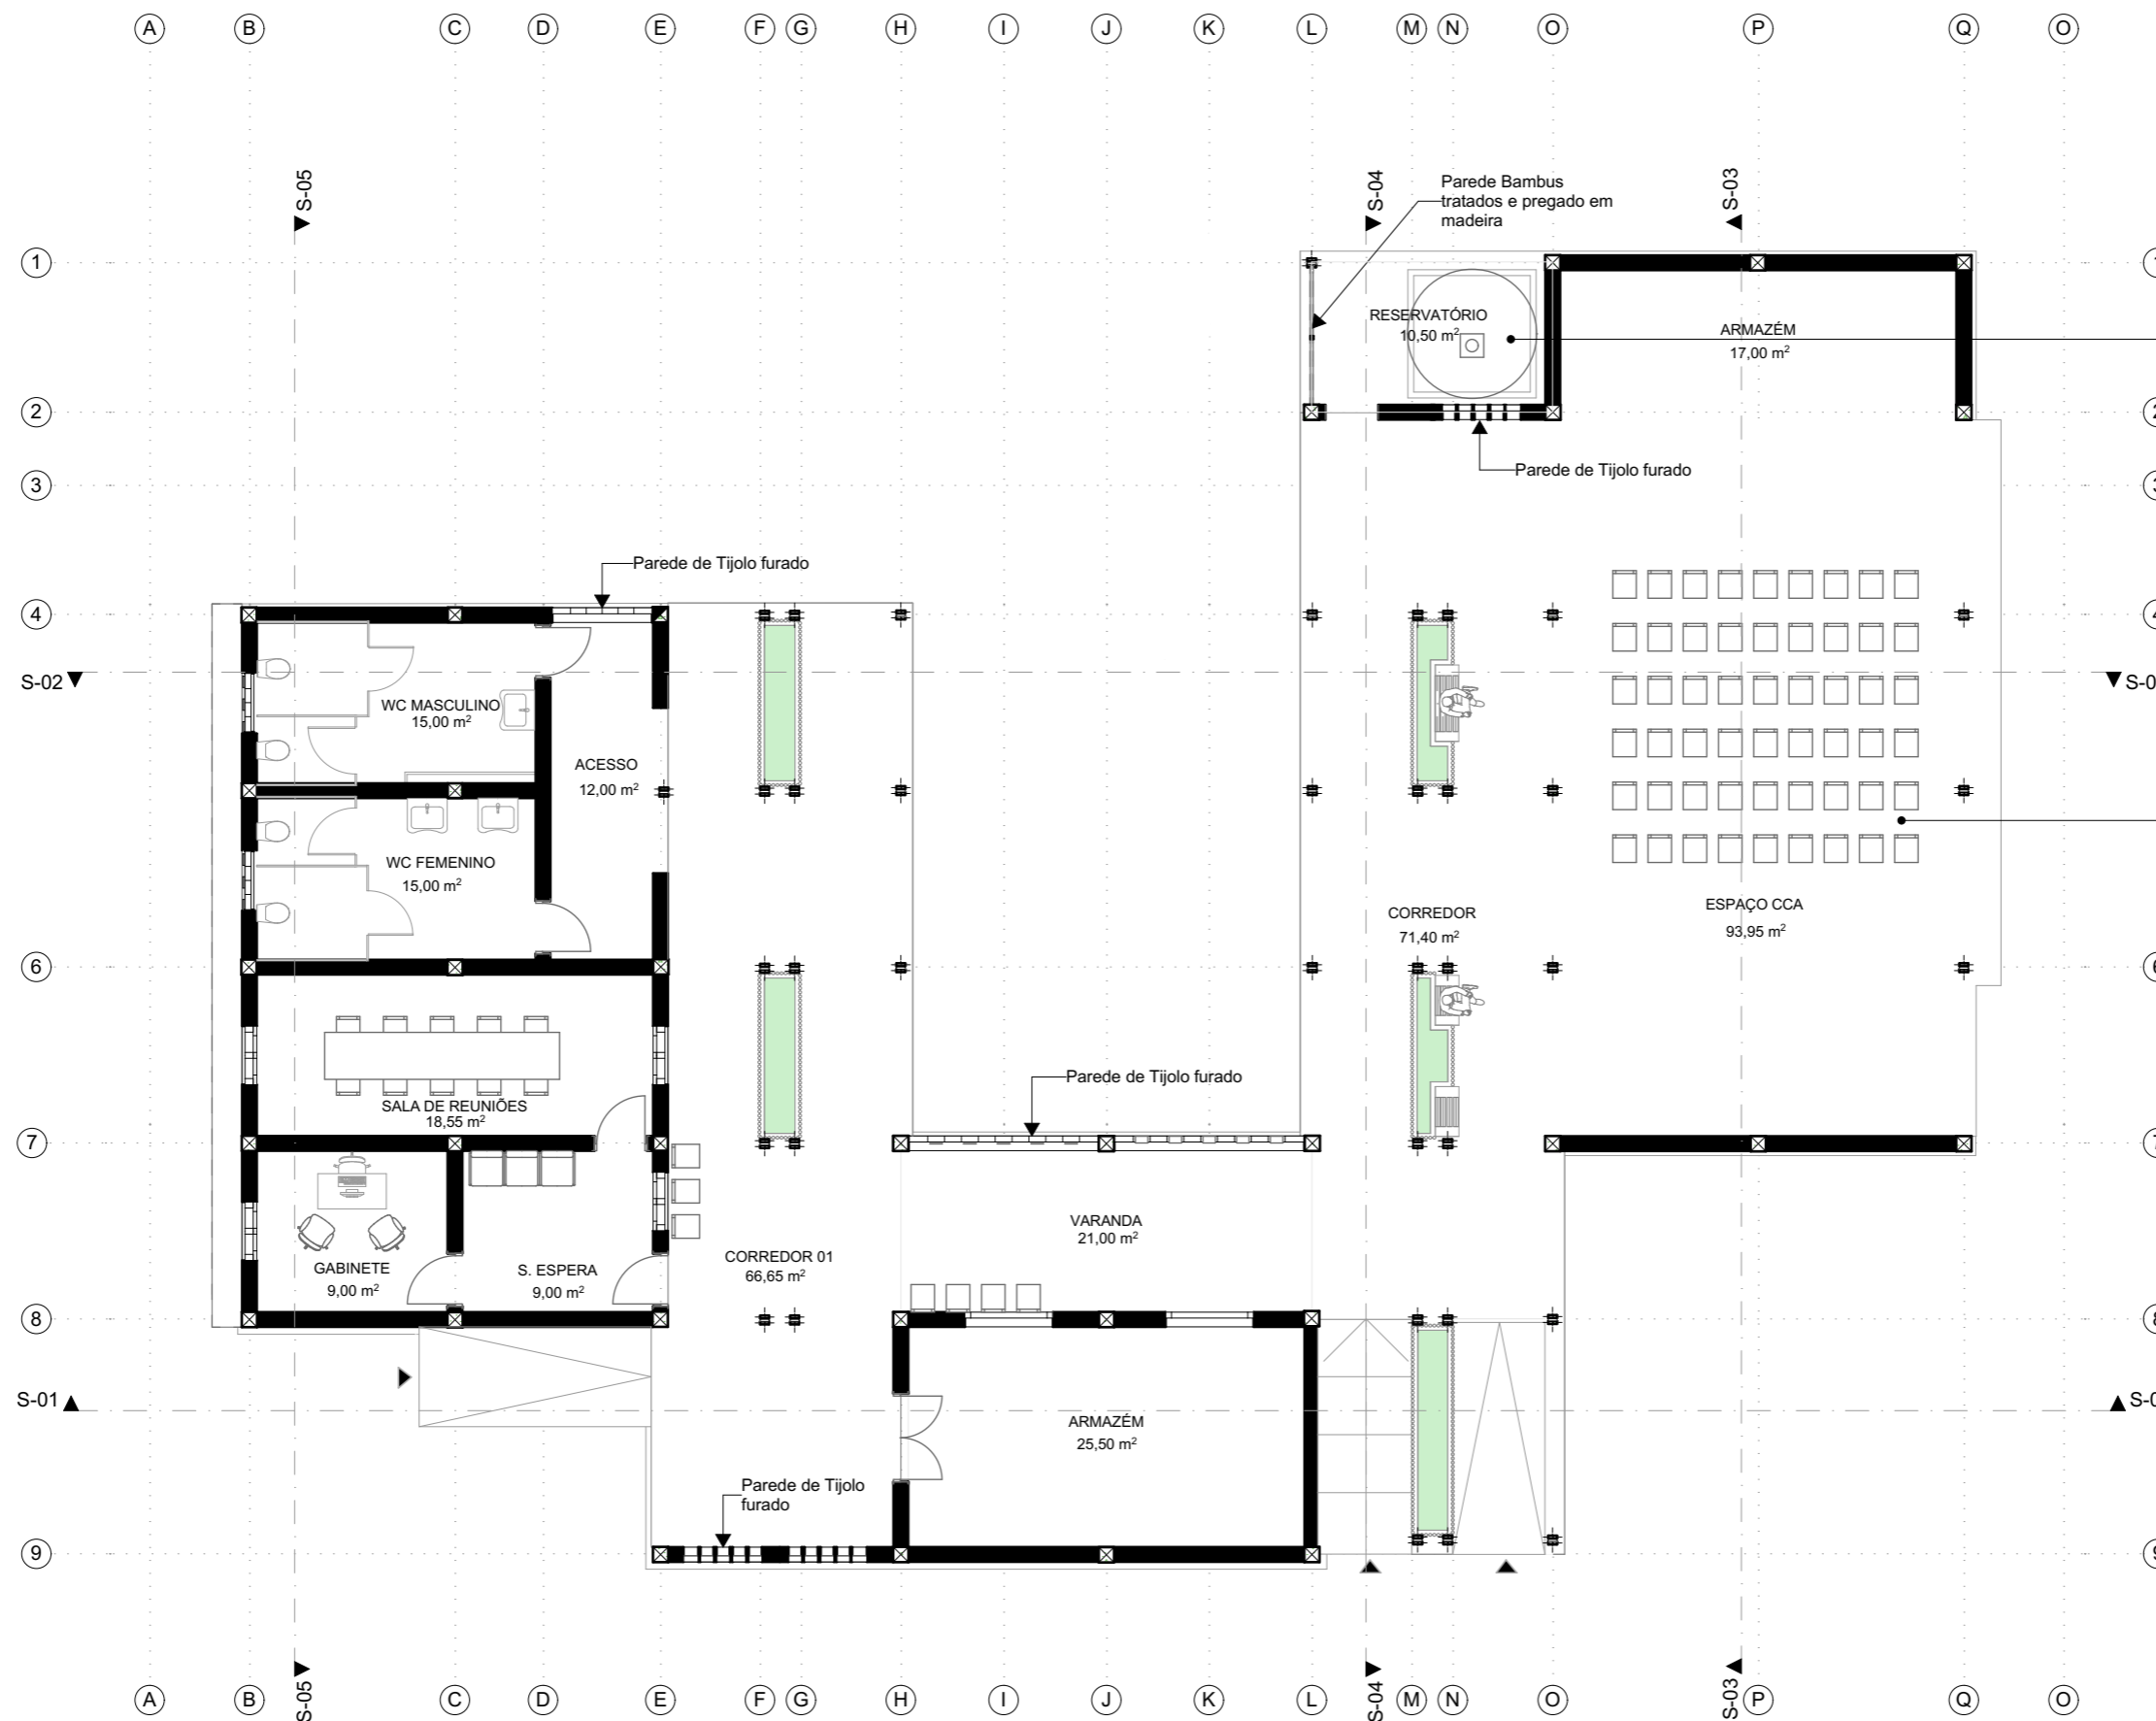 A B C D E F G H I J K L M N O P Q O
S-05
S-04
S-03
Parede Bambus
tratados e pregado em
madeira
1
RESERVATÓRIO
10,50 m²
ARMAZÉM
17,00 m²
2
Parede de Tijolo furado
3
Parede de Tijolo furado
4
S-02
WC MASCULINO
15,00 m²
ACESSO
12,00 m²
WC FEMENINO
15,00 m²
ESPAÇO CCA
93,95 m²
CORREDOR
71,40 m²
6
Parede de Tijolo furado
SALA DE REUNIÕES
18,55 m²
7
VARANDA
21,00 m²
CORREDOR 01
66,65 m²
GABINETE
9,00 m²
S. ESPERA
9,00 m²
8
S-01
ARMAZÉM
25,50 m²
Parede de Tijolo
furado
9
S-05
S-04
S-03
A B C D E F G H I J K L M N O P Q O